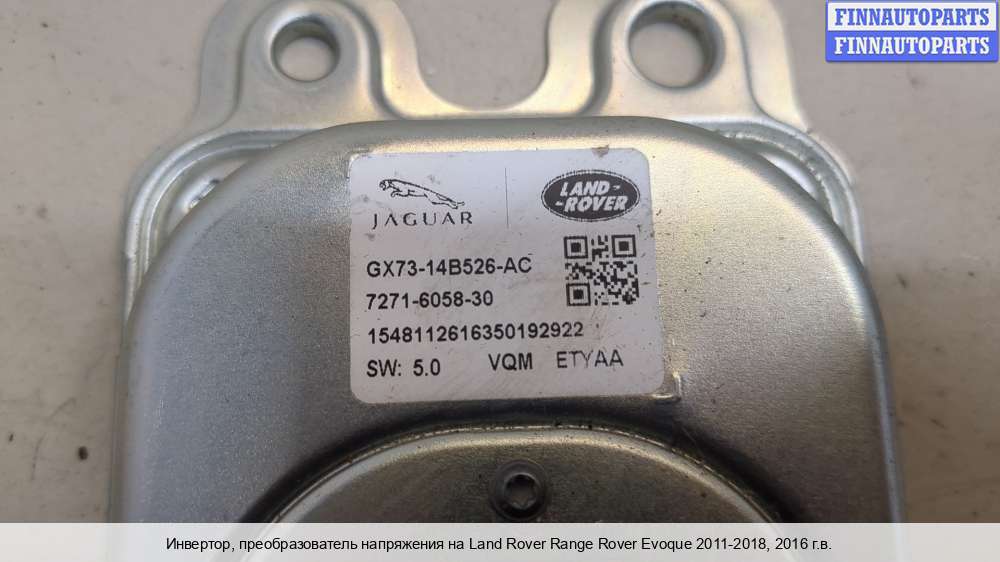 FINNAUTOPARTS
FINNAUTOPARTS
JAGUAR
LAND-
-ROVER
GX73-14B526-AC
7271-6058-30
1548112616350192922
SW: 5.0 VQM ETYAA
Инвертор, преобразователь напряжения на Land Rover Range Rover Evoque 2011-2018, 2016 г.в.